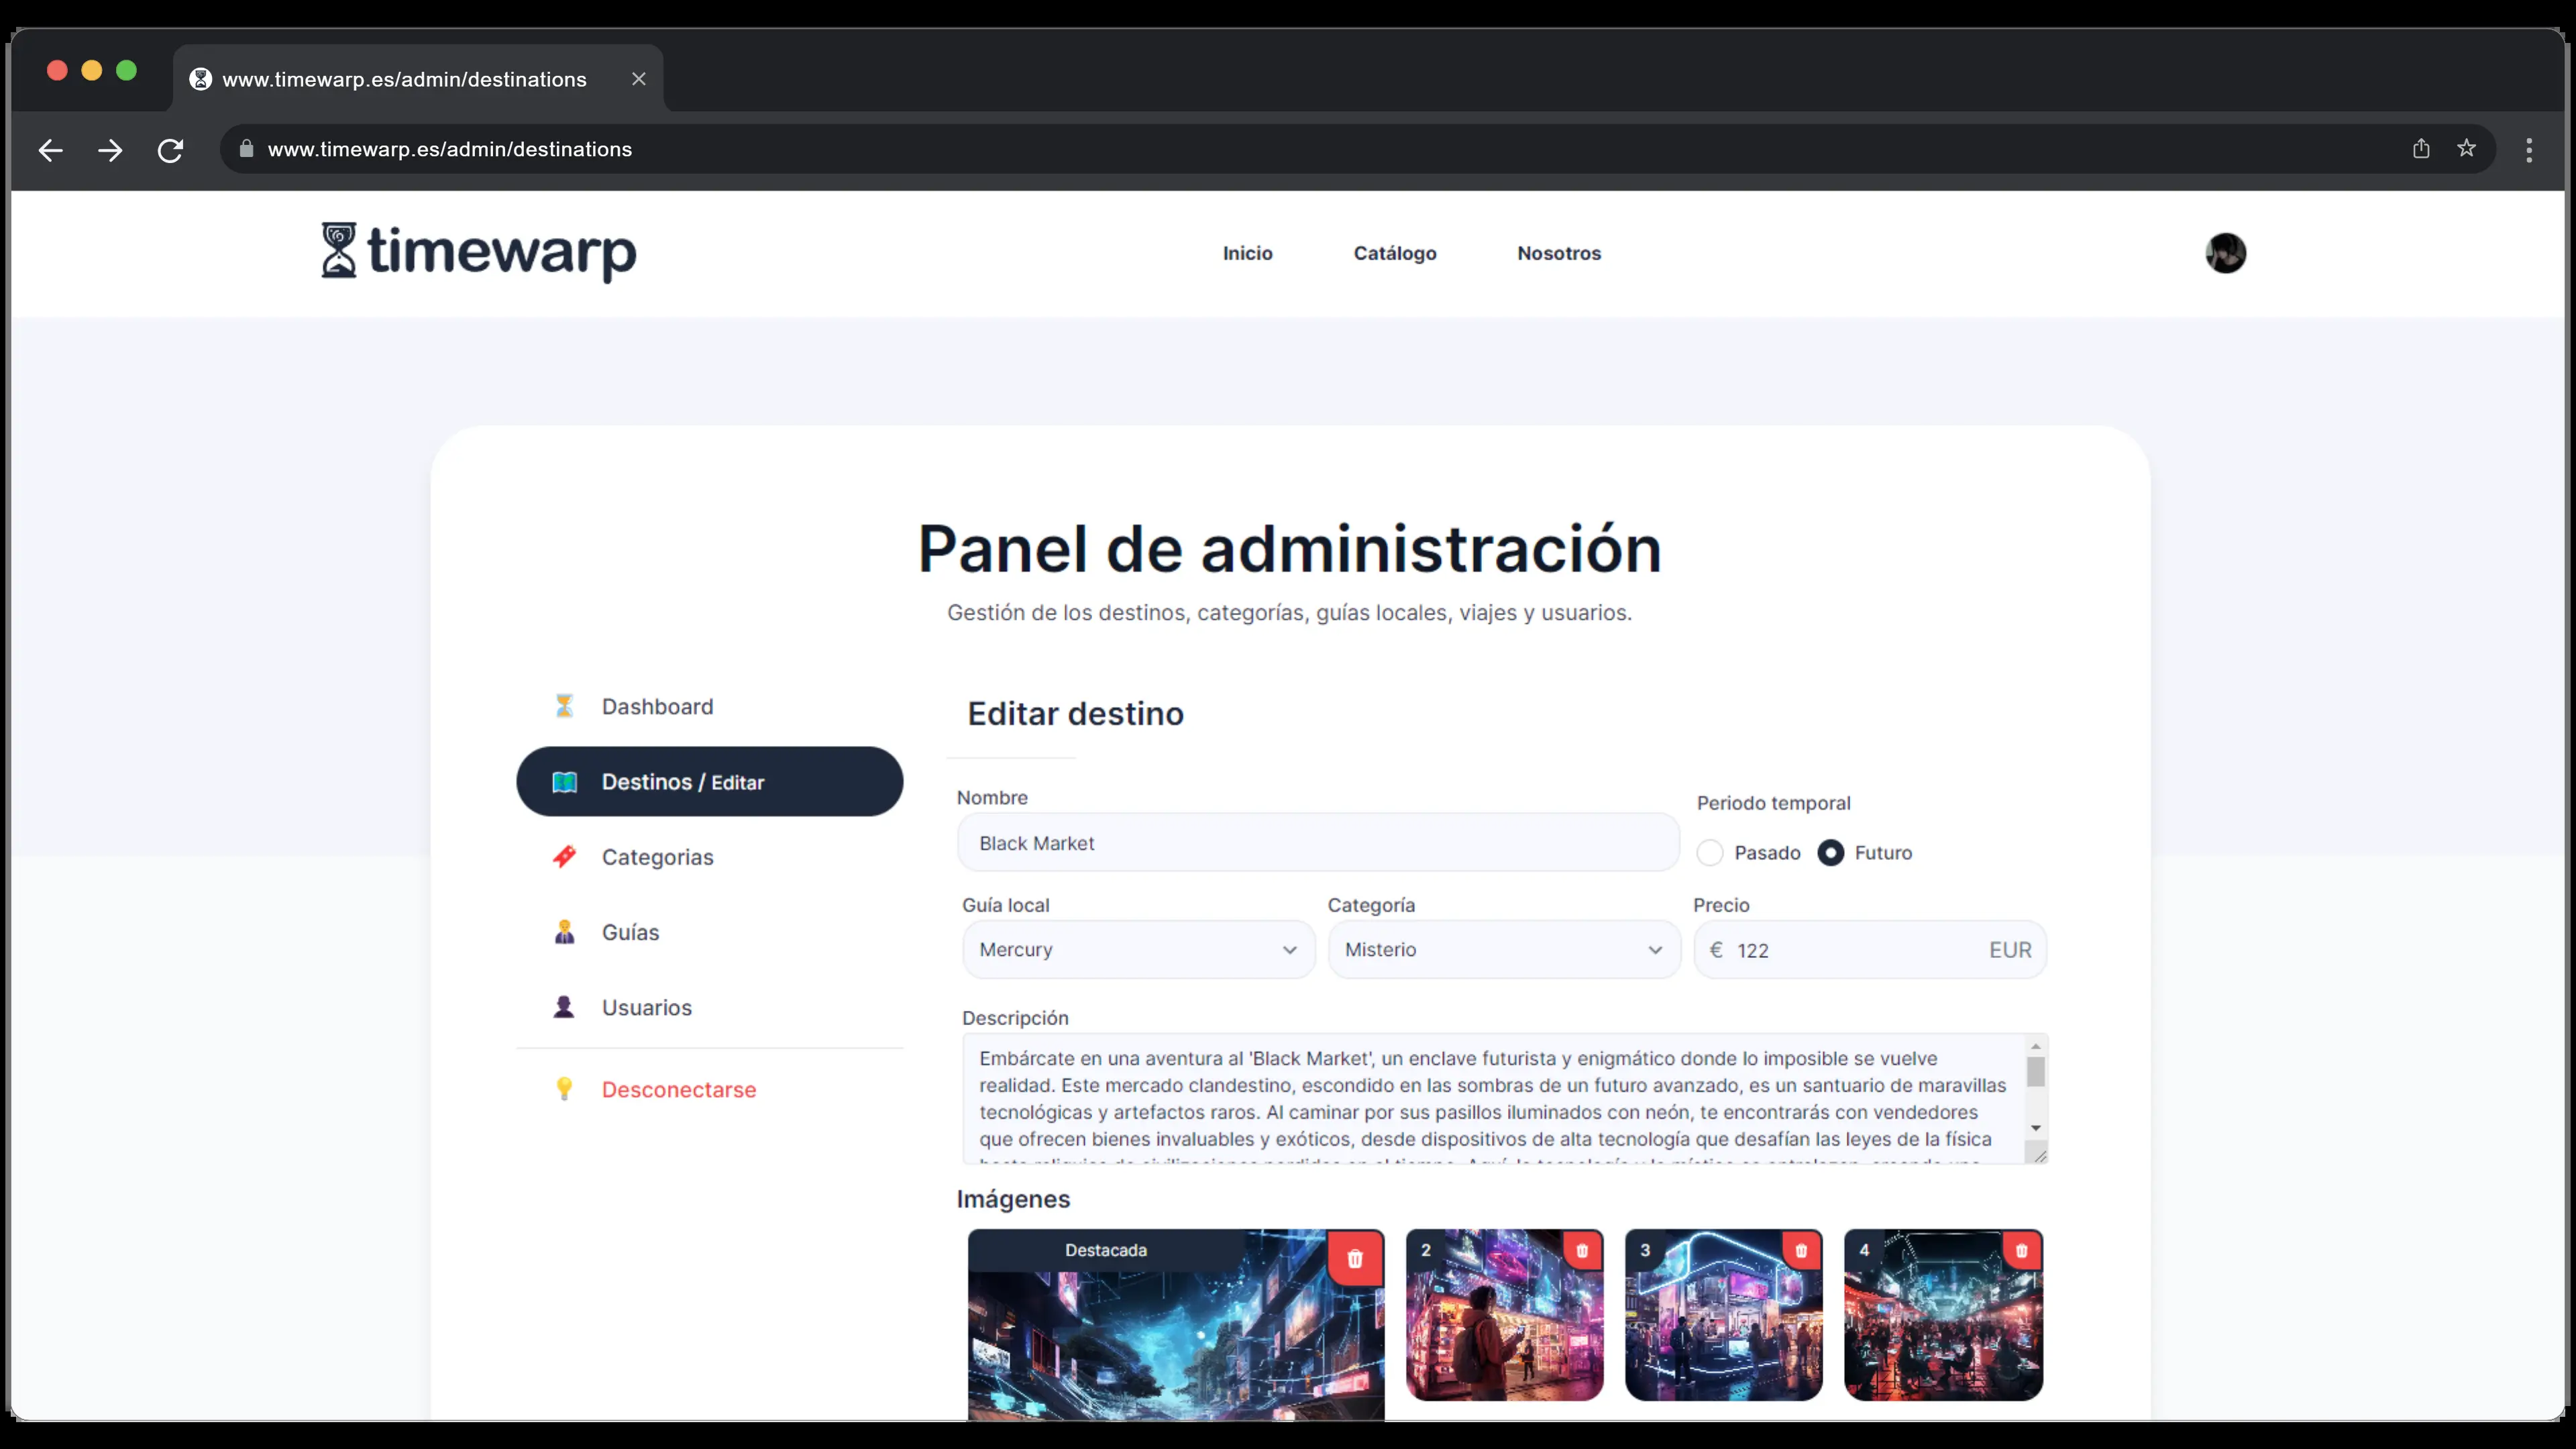 www.timewarp.es/admin/destinations
www.timewarp.es/admin/destinations
timewarp
Inicio
Catálogo
Nosotros
Panel de administración
Gestión de los destinos, categorías, guías locales, viajes y usuarios.
Dashboard
Destinos / Editar
Categorias
Guías
Usuarios
Desconectarse
Editar destino
Nombre
Black Market
Periodo temporal
Pasado
Futuro
Guía local
Mercury
Categoría
Misterio
Precio
€ 122 EUR
Descripción
Embárcate en una aventura al 'Black Market', un enclave futurista y enigmático donde lo imposible se vuelve
realidad. Este mercado clandestino, escondido en las sombras de un futuro avanzado, es un santuario de maravillas
tecnológicas y artefactos raros. Al caminar por sus pasillos iluminados con neón, te encontrarás con vendedores
que ofrecen bienes invaluables y exóticos, desde dispositivos de alta tecnología que desafían las leyes de la física
Imágenes
Destacada
2
3
4